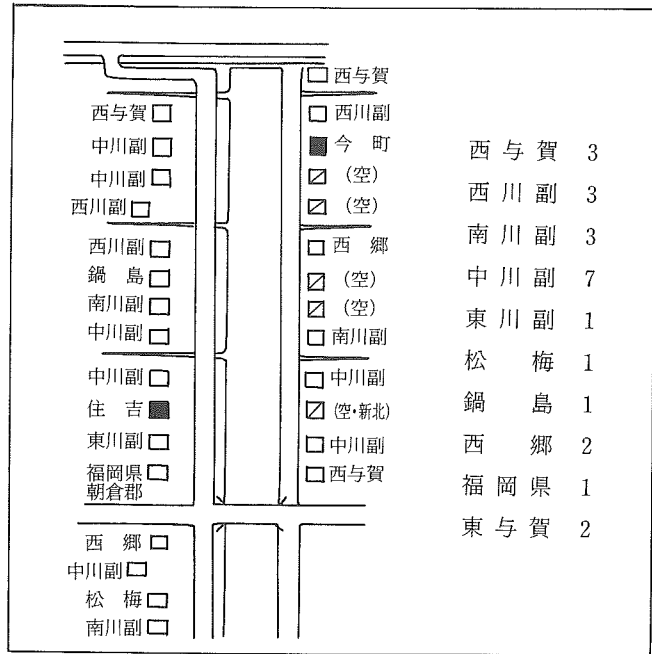 西与賀
中川副
中川副
西川副
西川副
鍋島
南川副
中川副
中川副
住吉
東川副
福岡県
朝倉郡
西郷
中川副
松梅
南川副
西与賀
西川副
今町
(空)
(空)
西郷
(空)
(空)
南川副
中川副
(空・新北)
中川副
西与賀
西与賀 3
西川副 3
南川副 3
中川副 7
東川副 1
松梅 1
鍋島 1
西郷 2
福岡県 1
東与賀 2